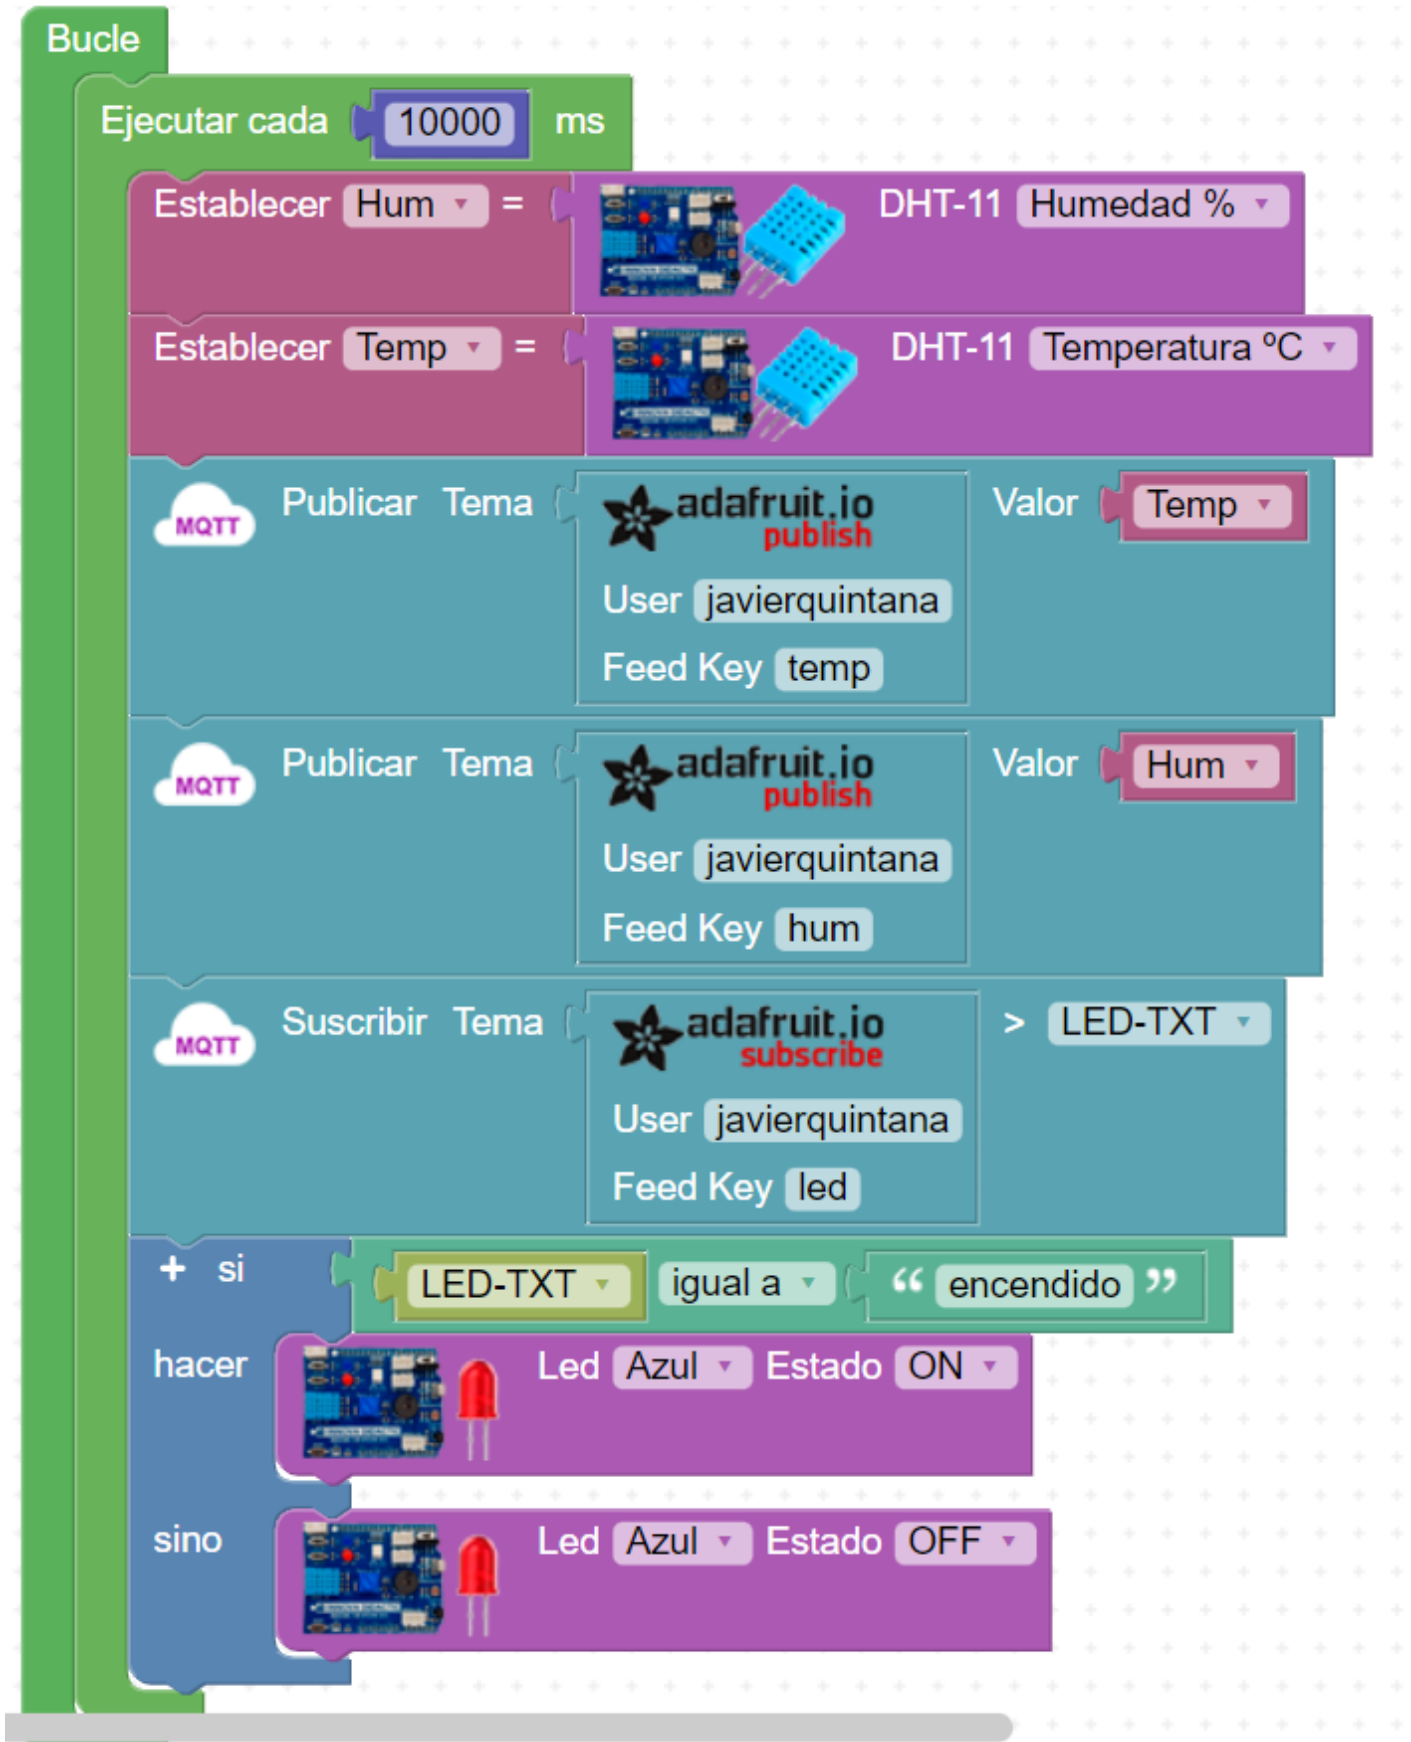 Bucle
Ejecutar cada 10000 ms
Establecer Hum = DHT-11 Humedad %
Establecer Temp = DHT-11 Temperatura ºC
MQTT Publicar Tema adafruit.io publish Valor Temp
User javierquintana
Feed Key temp
MQTT Publicar Tema adafruit.io publish Valor Hum
User javierquintana
Feed Key hum
MQTT Suscribir Tema adafruit.io subscribe > LED-TXT
User javierquintana
Feed Key led
+ si LED-TXT igual a “ encendido ”
hacer Led Azul Estado ON
sino Led Azul Estado OFF